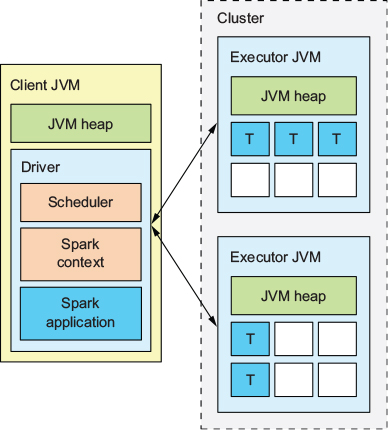 Client JVM
JVM heap
Driver
Scheduler
Spark
context
Spark
application
Cluster
Executor JVM
JVM heap
T T T
Executor JVM
JVM heap
T
T